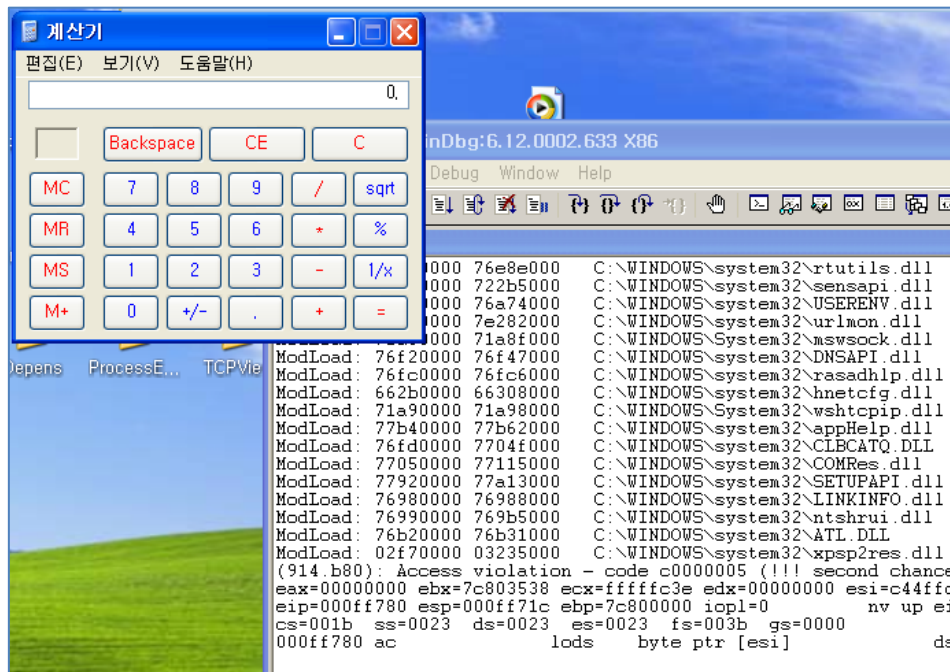 계산기
편집(E) 보기(V) 도움말(H)
0.
Backspace CE C
MC 7 8 9 / sqrt
MR 4 5 6 * %
MS 1 2 3 - 1/x
M+ 0 +/- . + =
inDbg:6.12.0002.633 X86
Debug Window Help
Depens ProcessE... TCPVie
0000 76e8e000 C:\WINDOWS\system32\rtutils.dll
0000 722b5000 C:\WINDOWS\system32\sensapi.dll
0000 76a74000 C:\WINDOWS\system32\USERENV.dll
0000 7e282000 C:\WINDOWS\system32\urlmon.dll
71a8f000 C:\WINDOWS\system32\mswsock.dll
ModLoad: 76f20000 76f47000 C:\WINDOWS\system32\DNSAPI.dll
ModLoad: 76fc0000 76fc6000 C:\WINDOWS\system32\rasadhlp.dll
ModLoad: 662b0000 66308000 C:\WINDOWS\system32\hnetcfg.dll
ModLoad: 71a90000 71a98000 C:\WINDOWS\System32\wshtcpip.dll
ModLoad: 77b40000 77b62000 C:\WINDOWS\system32\appHelp.dll
ModLoad: 76fd0000 7704f000 C:\WINDOWS\system32\CLBCATQ.DLL
ModLoad: 77050000 77115000 C:\WINDOWS\system32\COMRes.dll
ModLoad: 77920000 77a13000 C:\WINDOWS\system32\SETUPAPI.dll
ModLoad: 76980000 76988000 C:\WINDOWS\system32\LINKINFO.dll
ModLoad: 76990000 769b5000 C:\WINDOWS\system32\ntshrui.dll
ModLoad: 76b20000 76b31000 C:\WINDOWS\system32\ATL.DLL
ModLoad: 02f70000 03235000 C:\WINDOWS\system32\xpsp2res.dll
(914.b80): Access violation - code c0000005 (!!! second chance
eax=00000000 ebx=7c803538 ecx=fffffc3e edx=00000000 esi=c44ffc
eip=000ff780 esp=000ff71c ebp=7c800000 iopl=0 nv up ei
cs=001b ss=0023 ds=0023 es=0023 fs=003b gs=0000
000ff780 ac lods byte ptr [esi] ds